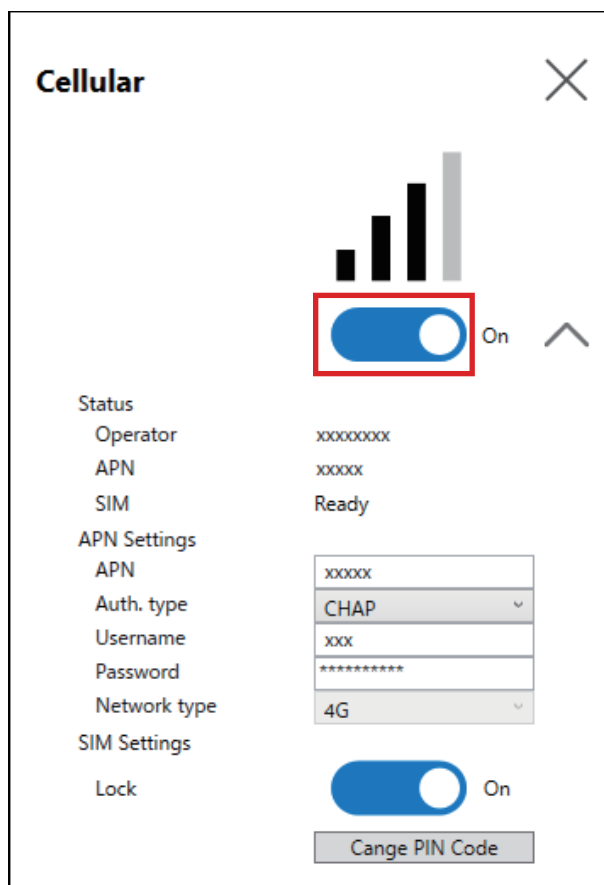 Cellular
On
Status
Operator xxxxxxxx
APN xxxxx
SIM Ready
APN Settings
APN xxxxx
Auth. type CHAP
Username xxx
Password **********
Network type 4G
SIM Settings
Lock On
Cange PIN Code